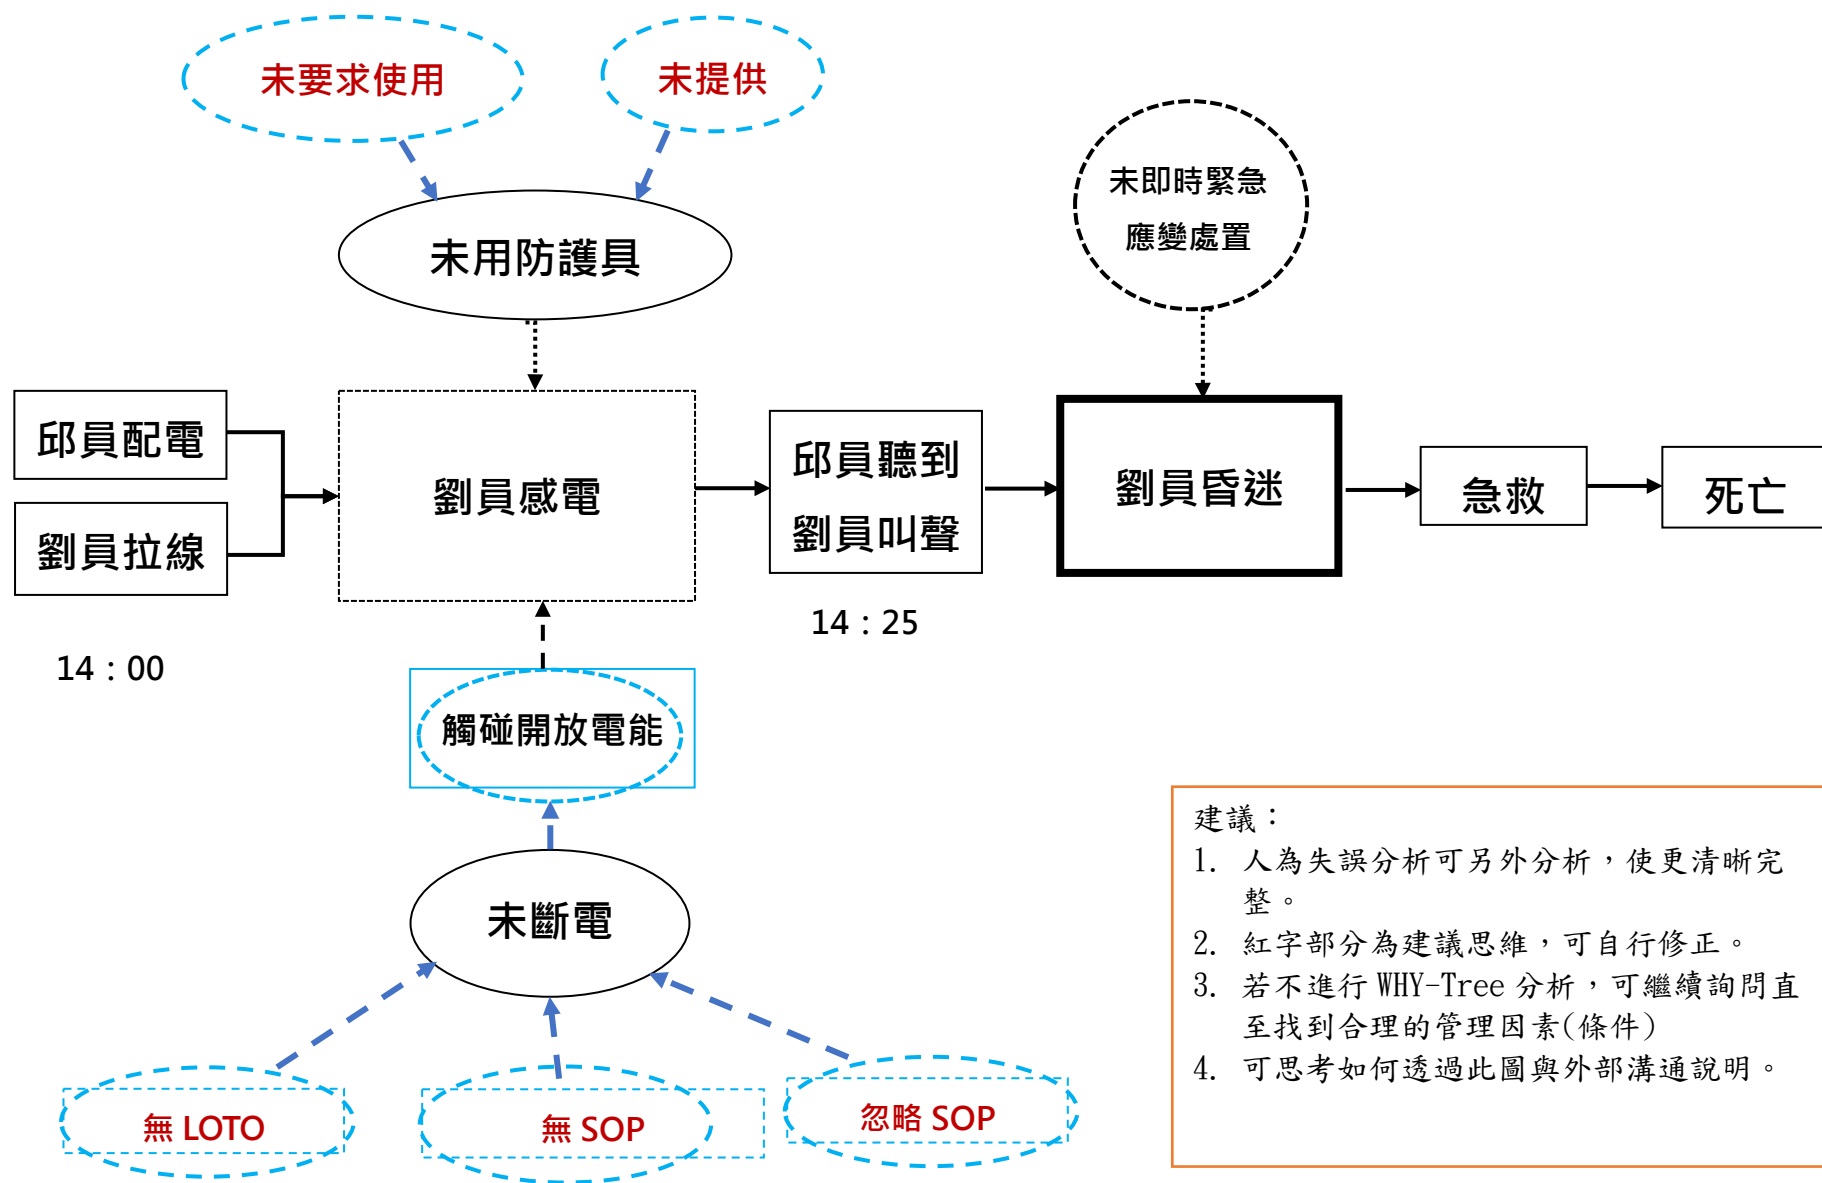 未要求使用
未提供
未即時緊急
應變處置
未用防護具
邱員配電
劉員拉線
劉員感電
邱員聽到
劉員叫聲
劉員昏迷
急救
死亡
14：00
14：25
觸碰開放電能
未斷電
無 LOTO
無 SOP
忽略 SOP
建議：
1. 人為失誤分析可另外分析，使更清晰完
整。
2. 紅字部分為建議思維，可自行修正。
3. 若不進行 WHY-Tree 分析，可繼續詢問直
至找到合理的管理因素(條件)
4. 可思考如何透過此圖與外部溝通說明。